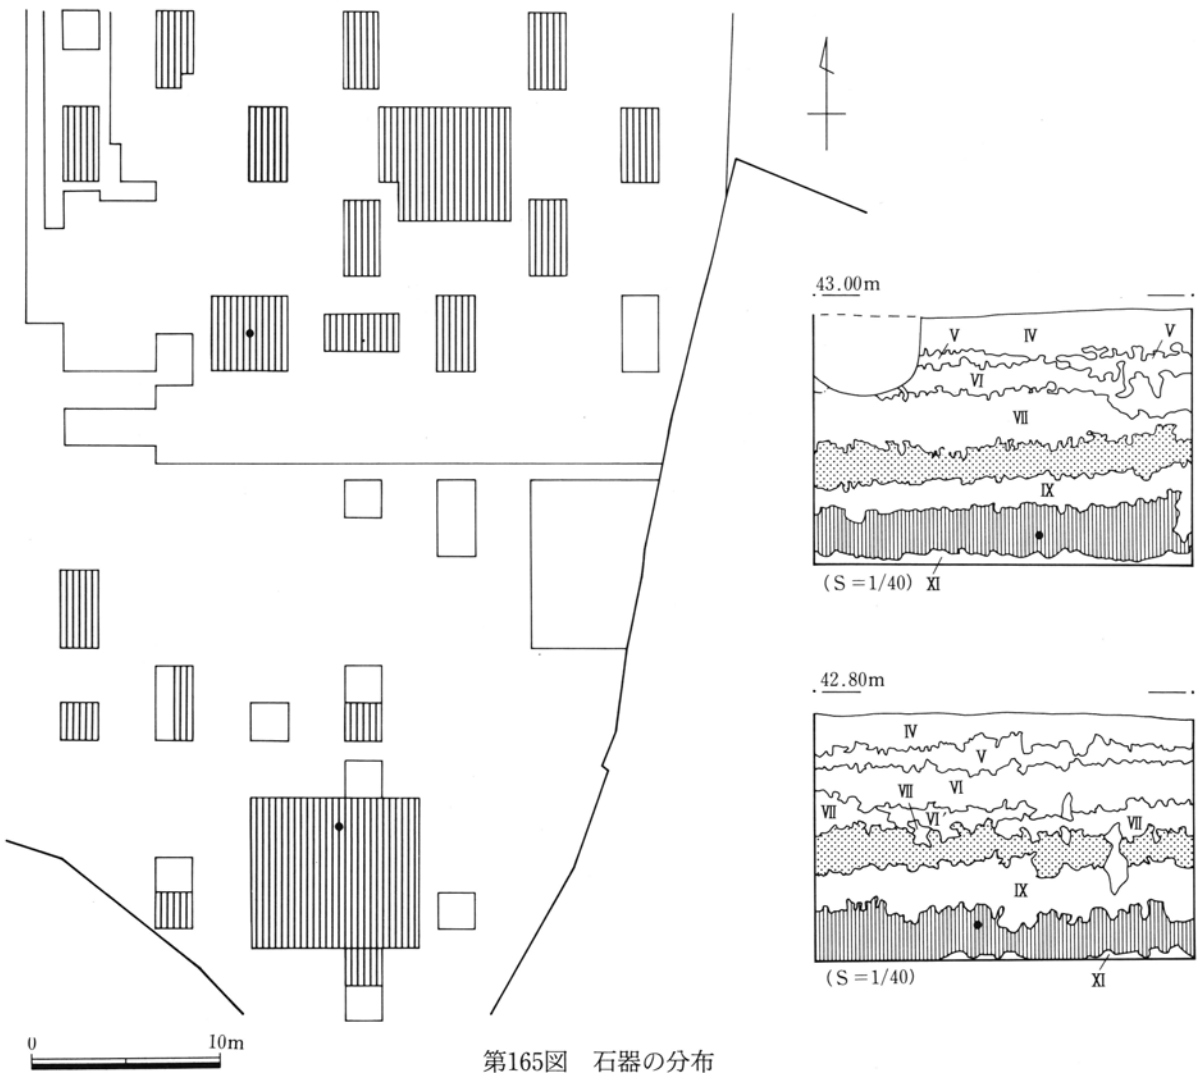 43.00m
V
IV
V
VI
VII
IX
(S=1/40) XI
42.80m
IV
V
VI
VII
VII
VI'
VII
IX
(S=1/40)
XI
0
10m
第165図 石器の分布